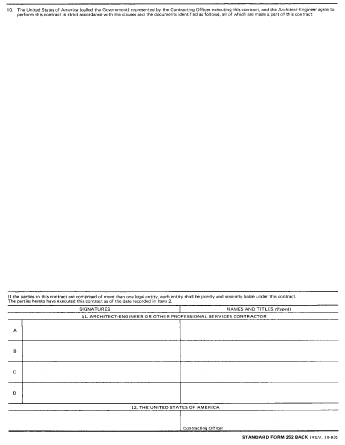 10. The United States of America (called the Government) represented by the Contracting Officer executing this contract, and the Architect-Engineer agree to
perform this contract in strict accordance with the clauses and the documents identified as follows, all of which are made a part of this contract:
If the parties to this contract are comprised of more than one legal entity, each entity shall be jointly and severally liable under this contract.
The parties hereto have executed this contract as of the date recorded in Item 2.
SIGNATURES NAMES AND TITLES (Typed)
11. ARCHITECT-ENGINEER OR OTHER PROFESSIONAL SERVICES CONTRACTOR
A
B
C
D
12. THE UNITED STATES OF AMERICA
Contracting Officer
STANDARD FORM 252 BACK (REV. 10-83)